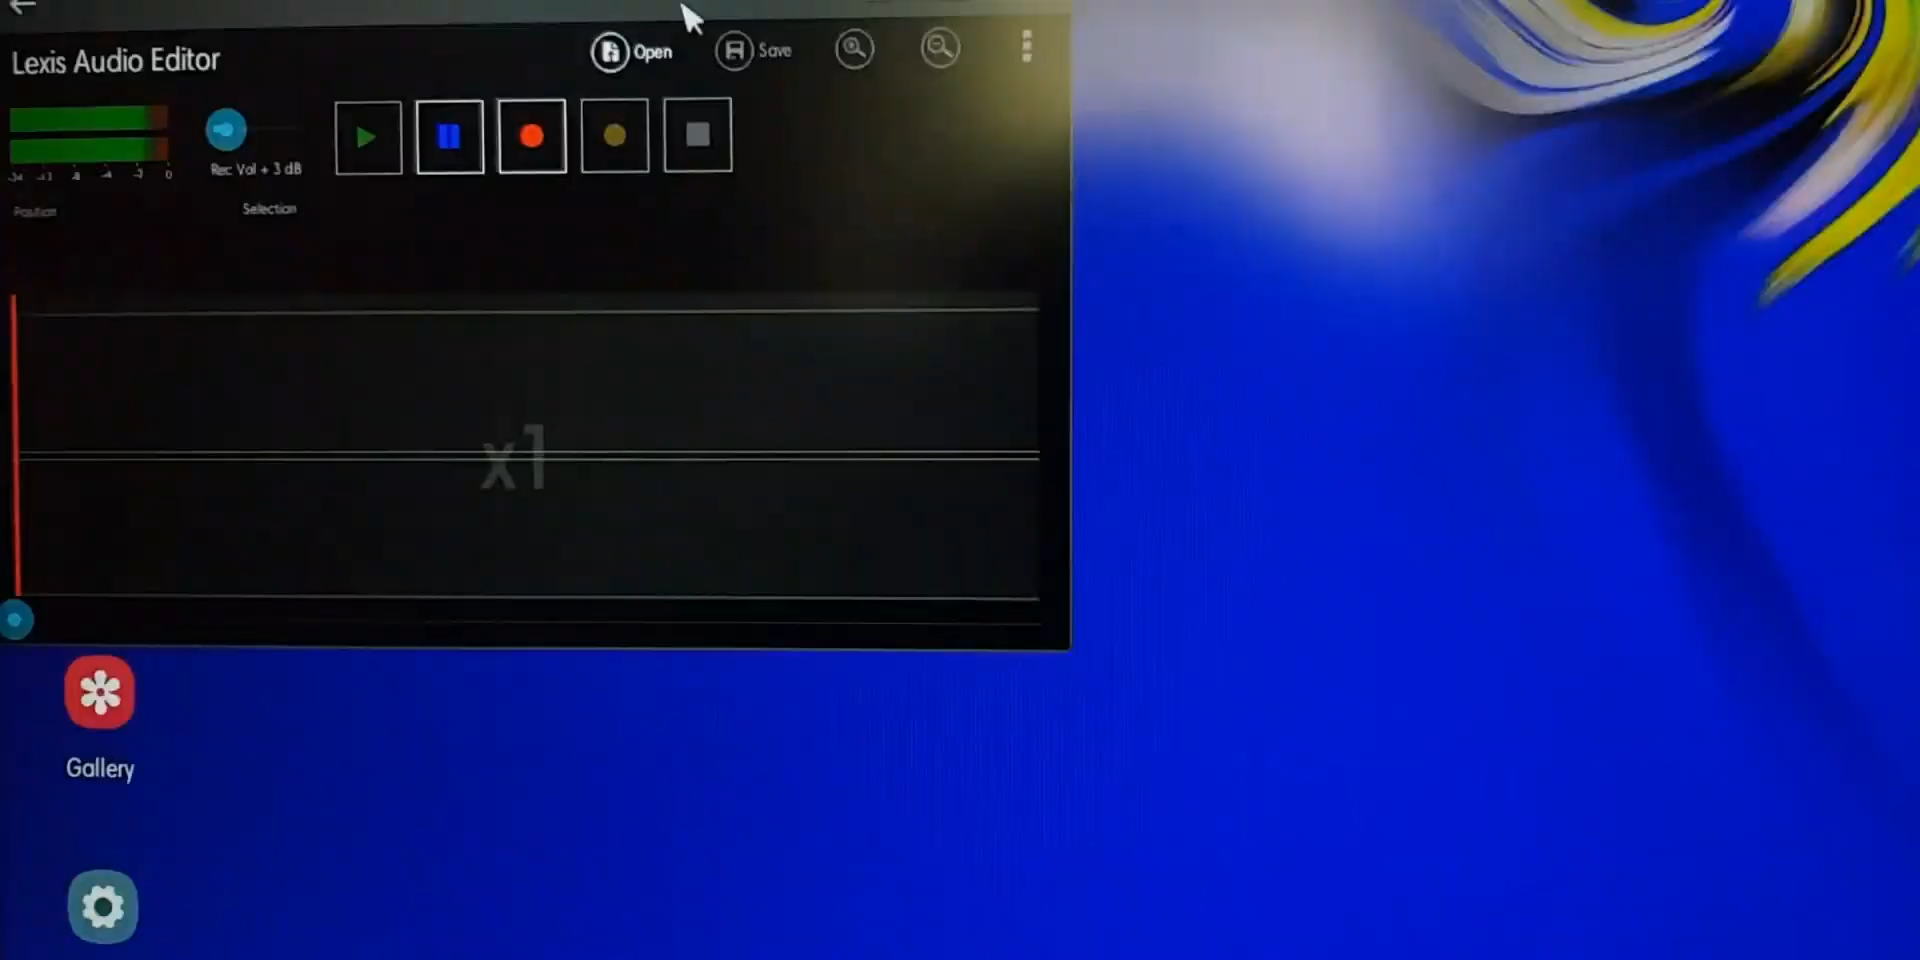 Lexis Audio Editor
Open
Save
Rec Vol + 3 dB
Position
Selection
x1
Gallery